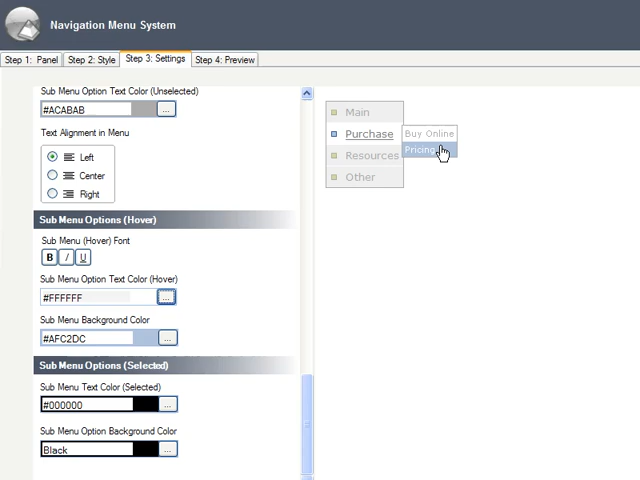 Navigation Menu System
Step 1: Panel
Step 2: Style
Step 3: Settings
Step 4: Preview
Sub Menu Option Text Color (Unselected)
#ACABAB
...
Text Alignment in Menu
Left
Center
Right
Sub Menu Options (Hover)
Sub Menu (Hover) Font
B I U
Sub Menu Option Text Color (Hover)
#FFFFFF
...
Sub Menu Background Color
#AFC2DC
...
Sub Menu Options (Selected)
Sub Menu Text Color (Selected)
#000000
...
Sub Menu Option Background Color
Black
...
Main
Purchase
Resources
Other
Buy Online
Pricing